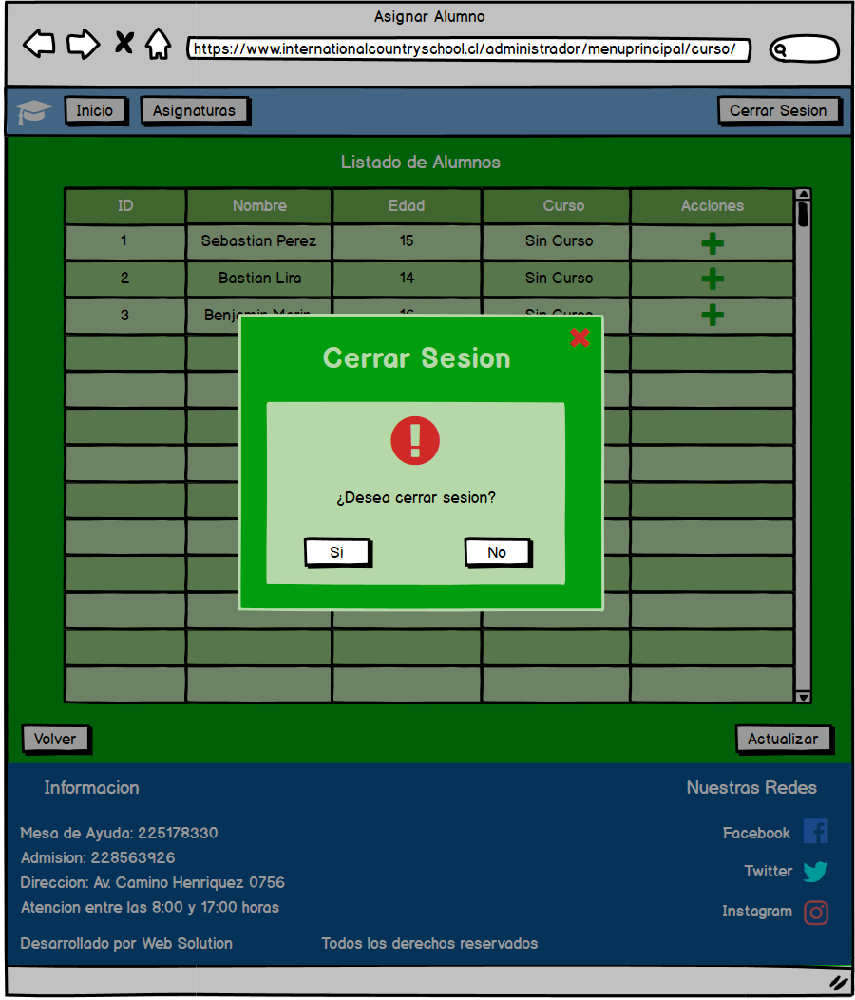 Asignar Alumno
https://www.internationalcountryschool.cl/administrador/menuprincipal/curso/
Inicio Asignaturas Cerrar Sesion
Listado de Alumnos
ID Nombre Edad Curso Acciones
1 Sebastian Perez 15 Sin Curso
2 Bastian Lira 14 Sin Curso
3 Benjamin Marin 16 Sin Curso
Cerrar Sesion
¿Desea cerrar sesion?
Si No
Volver Actualizar
Informacion Nuestras Redes
Mesa de Ayuda: 225178330 Facebook
Admision: 228563926
Direccion: Av. Camino Henriquez 0756 Twitter
Atencion entre las 8:00 y 17:00 horas Instagram
Desarrollado por Web Solution Todos los derechos reservados